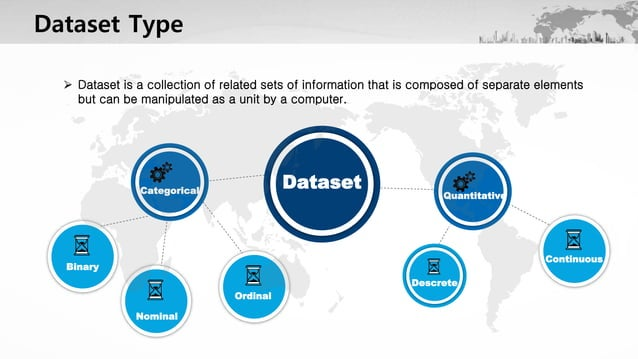 Dataset Type
➢ Dataset is a collection of related sets of information that is composed of separate elements
but can be manipulated as a unit by a computer.
Dataset
Categorical
Quantitative
Binary
Nominal
Ordinal
Descrete
Continuous